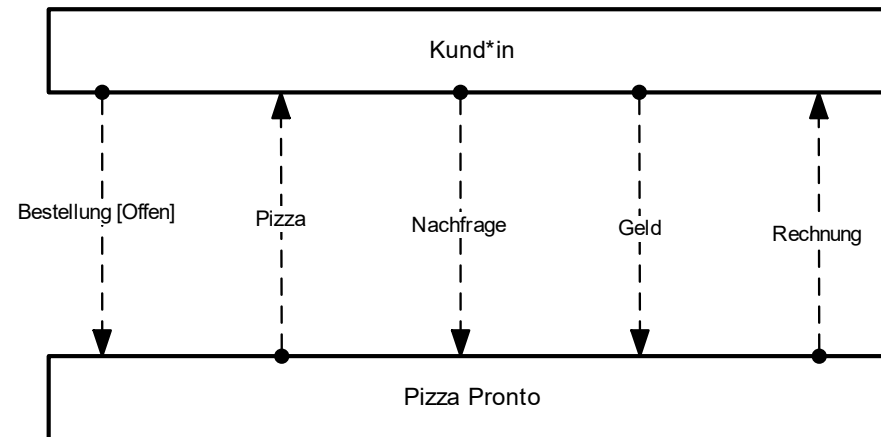 Kund*in
Bestellung [Offen]
Pizza
Nachfrage
Geld
Rechnung
Pizza Pronto